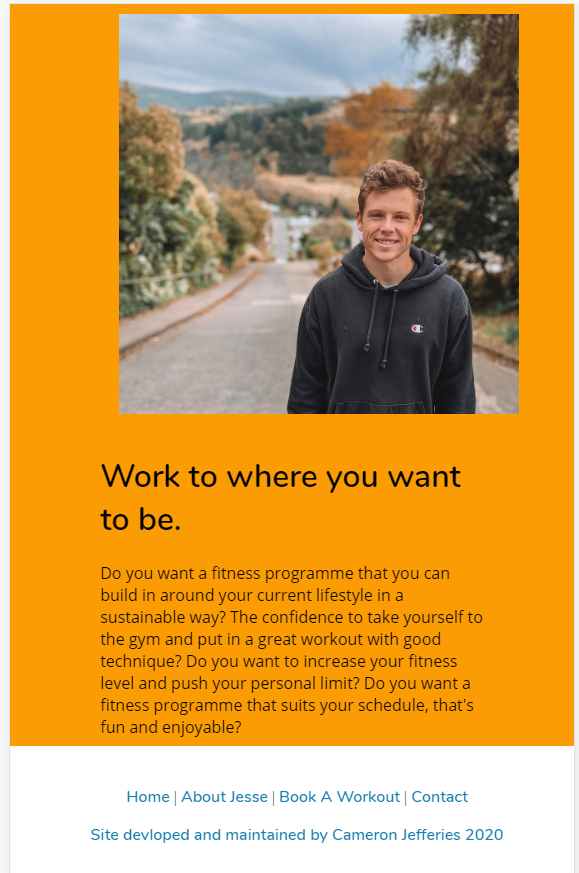 Work to where you want
to be.
Do you want a fitness programme that you can
build in around your current lifestyle in a
sustainable way? The confidence to take yourself to
the gym and put in a great workout with good
technique? Do you want to increase your fitness
level and push your personal limit? Do you want a
fitness programme that suits your schedule, that's
fun and enjoyable?
Home | About Jesse | Book A Workout | Contact
Site devloped and maintained by Cameron Jefferies 2020